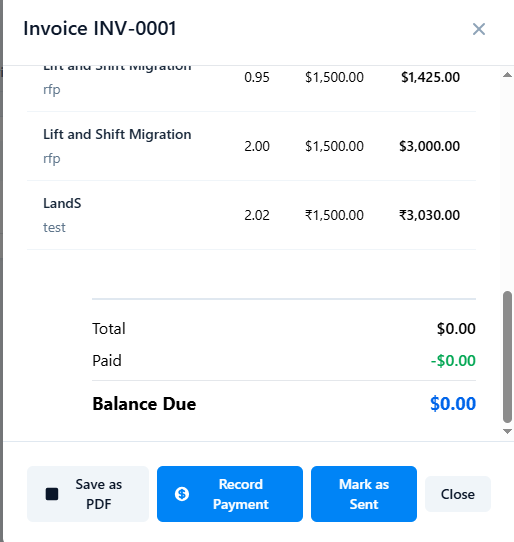 Invoice INV-0001
Lift and Shift Migration 0.95 $1,500.00 $1,425.00
rfp
Lift and Shift Migration 2.00 $1,500.00 $3,000.00
rfp
LandS 2.02 ₹1,500.00 ₹3,030.00
test
Total $0.00
Paid -$0.00
Balance Due $0.00
Save as
PDF
Record
Payment
Mark as
Sent
Close